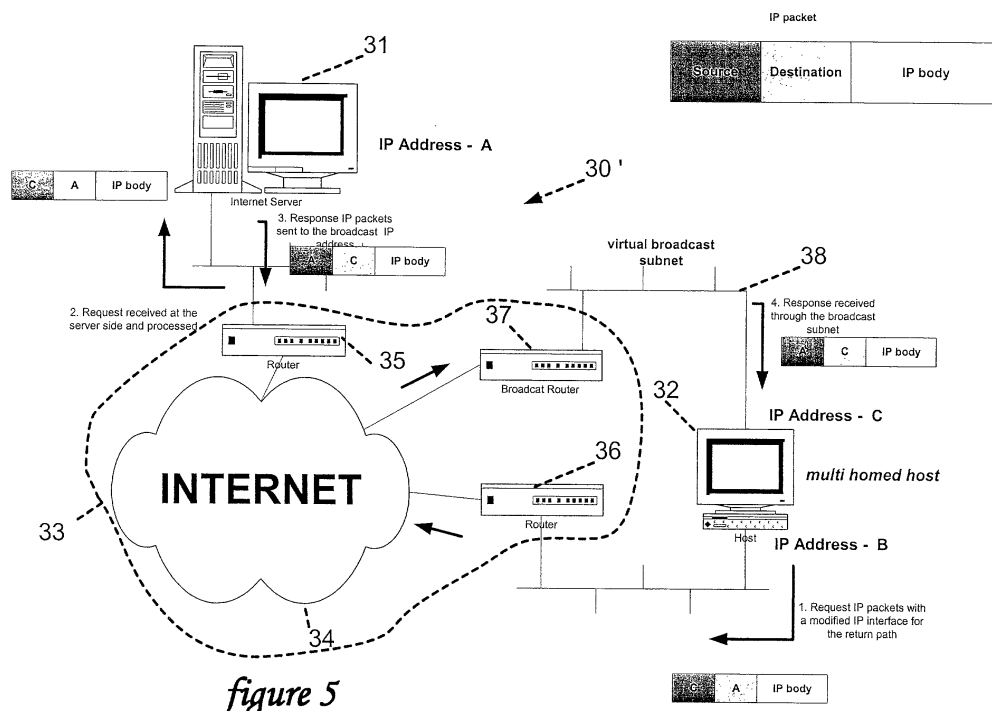 IP packet
Source Destination IP body
31
IP Address - A
C A IP body
Internet Server
30 '
3. Response IP packets
sent to the broadcast IP
address
A C IP body
virtual broadcast
subnet
38
2. Request received at the
server side and processed
37
4. Response received
through the broadcast
subnet
A C IP body
35
Router
Broadcat Router
32
IP Address - C
INTERNET
36
multi homed host
33
Router
Host
IP Address - B
34
1. Request IP packets with
a modified IP interface for
the return path
C A IP body
figure 5